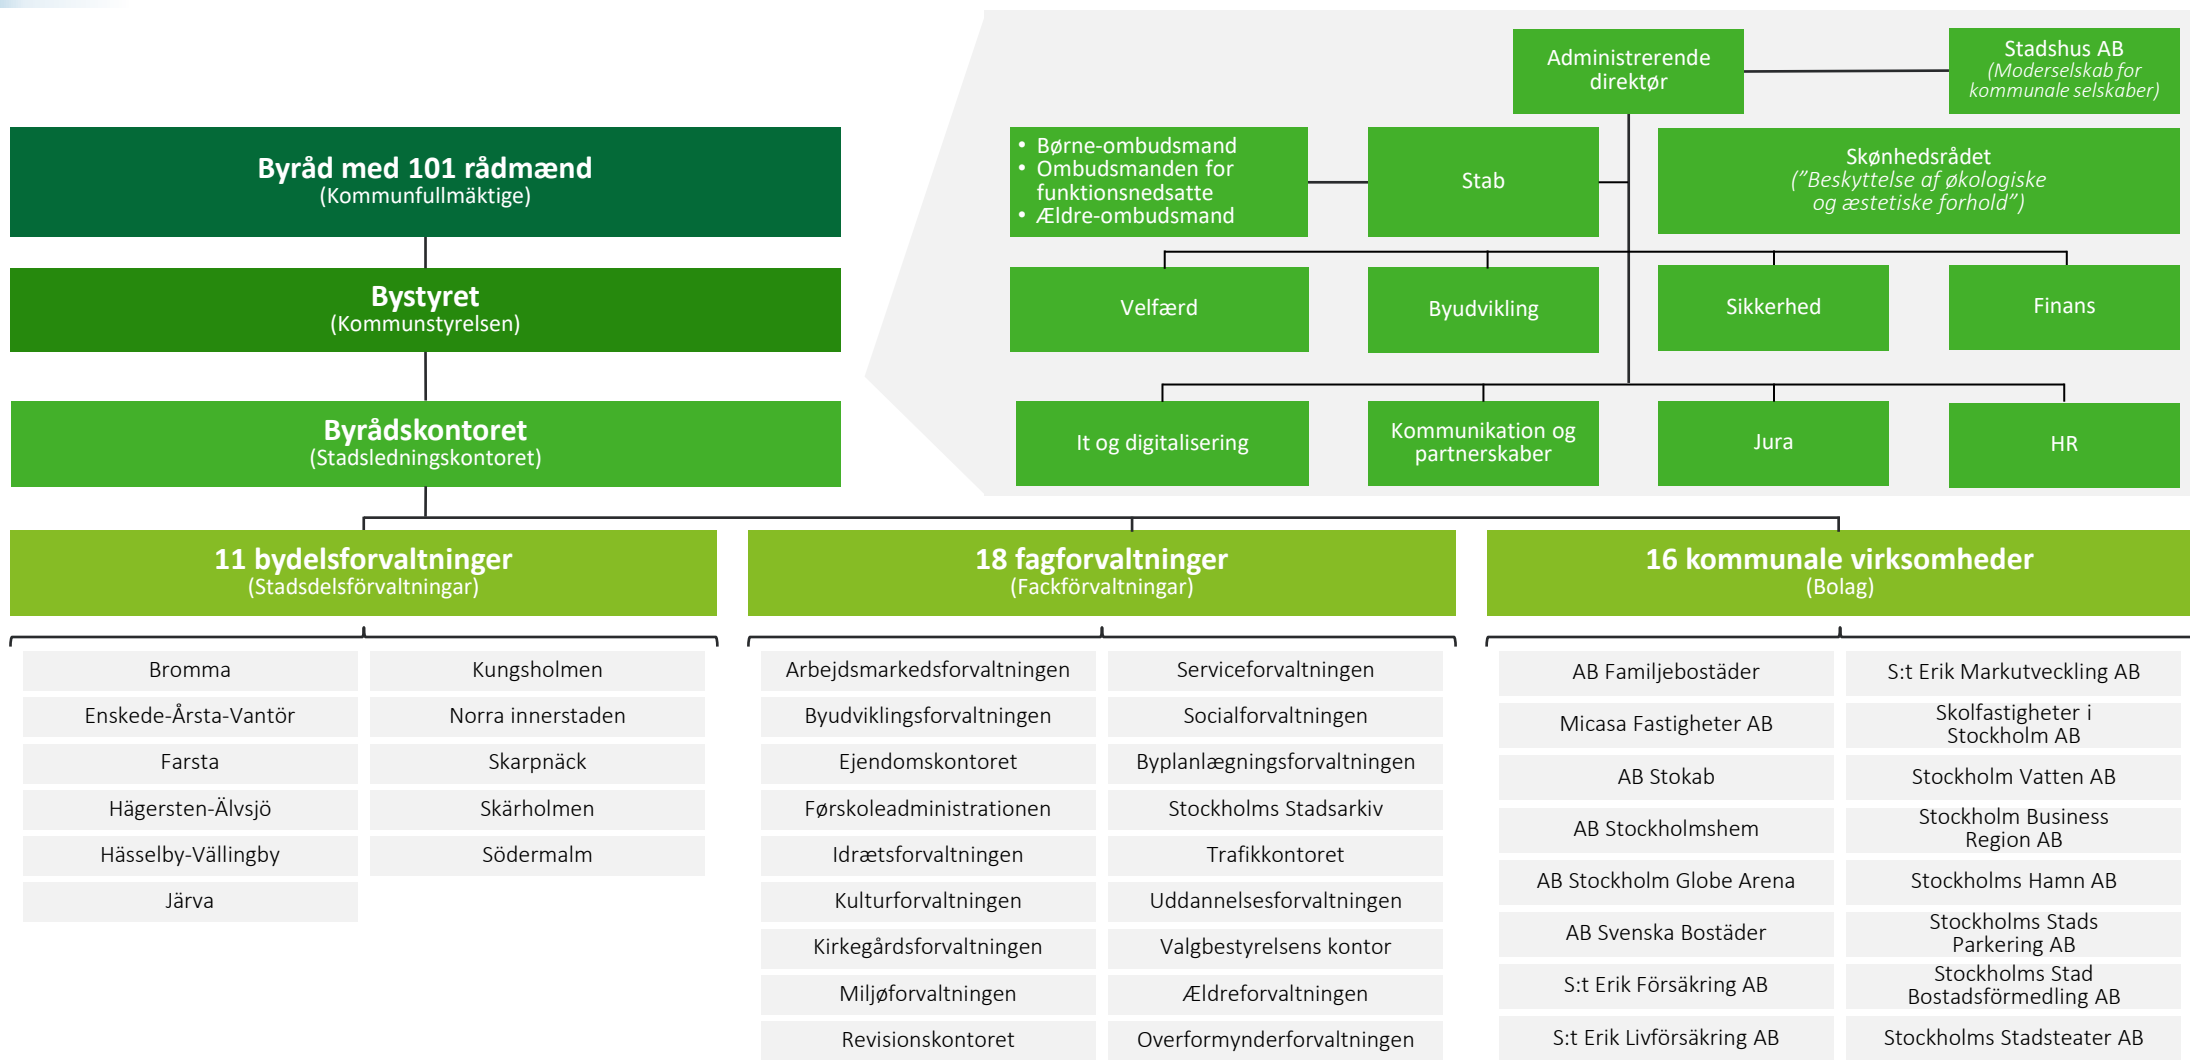 Byråd med 101 rådmænd
(Kommunfullmäktige)
Bystyret
(Kommunstyrelsen)
Byrådskontoret
(Stadsledningskontoret)
Administrerende
direktør
Stadshus AB
(Moderselskab for
kommunale selskaber)
• Børne-ombudsmand
• Ombudsmanden for
funktionsnedsatte
• Ældre-ombudsmand
Stab
Skønhedsrådet
(”Beskyttelse af økologiske
og æstetiske forhold”)
Velfærd
Byudvikling
Sikkerhed
Finans
It og digitalisering
Kommunikation og
partnerskaber
Jura
HR
11 bydelsforvaltninger
(Stadsdelsförvaltningar)
Bromma
Enskede-Årsta-Vantör
Farsta
Hägersten-Älvsjö
Hässelby-Vällingby
Järva
Kungsholmen
Norra innerstaden
Skarpnäck
Skärholmen
Södermalm
18 fagforvaltninger
(Fackförvaltningar)
Arbejdsmarkedsforvaltningen
Byudviklingsforvaltningen
Ejendomskontoret
Førskoleadministrationen
Idrætsforvaltningen
Kulturforvaltningen
Kirkegårdsforvaltningen
Miljøforvaltningen
Revisionskontoret
Serviceforvaltningen
Socialforvaltningen
Byplanlægningsforvaltningen
Stockholms Stadsarkiv
Trafikkontoret
Uddannelsesforvaltningen
Valgbestyrelsens kontor
Ældreforvaltningen
Overformynderforvaltningen
16 kommunale virksomheder
(Bolag)
AB Familjebostäder
Micasa Fastigheter AB
AB Stokab
AB Stockholmshem
AB Stockholm Globe Arena
AB Svenska Bostäder
S:t Erik Försäkring AB
S:t Erik Livförsäkring AB
S:t Erik Markutveckling AB
Skolfastigheter i
Stockholm AB
Stockholm Vatten AB
Stockholm Business
Region AB
Stockholms Hamn AB
Stockholms Stads
Parkering AB
Stockholms Stad
Bostadsförmedling AB
Stockholms Stadsteater AB